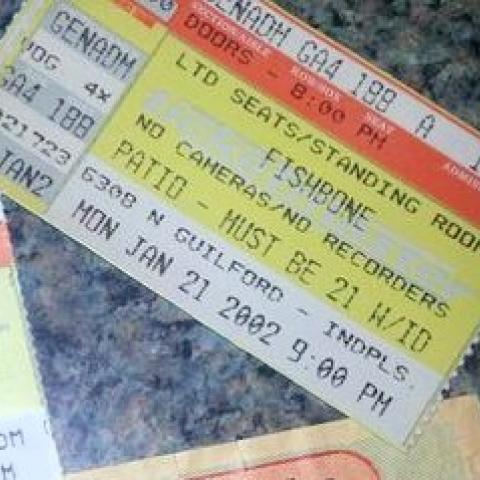 GENADM
4x
GA4 188
21723
JAN2
GENADM GA4 188 A
DOORS - 8:00 PM
LTD SEATS/STANDING ROOM
FISHBONE
NO CAMERAS/NO RECORDERS
PATIO - MUST BE 21 W/ID
6308 N GUILFORD - INDPLS.
MON JAN 21 2002 9:00 PM